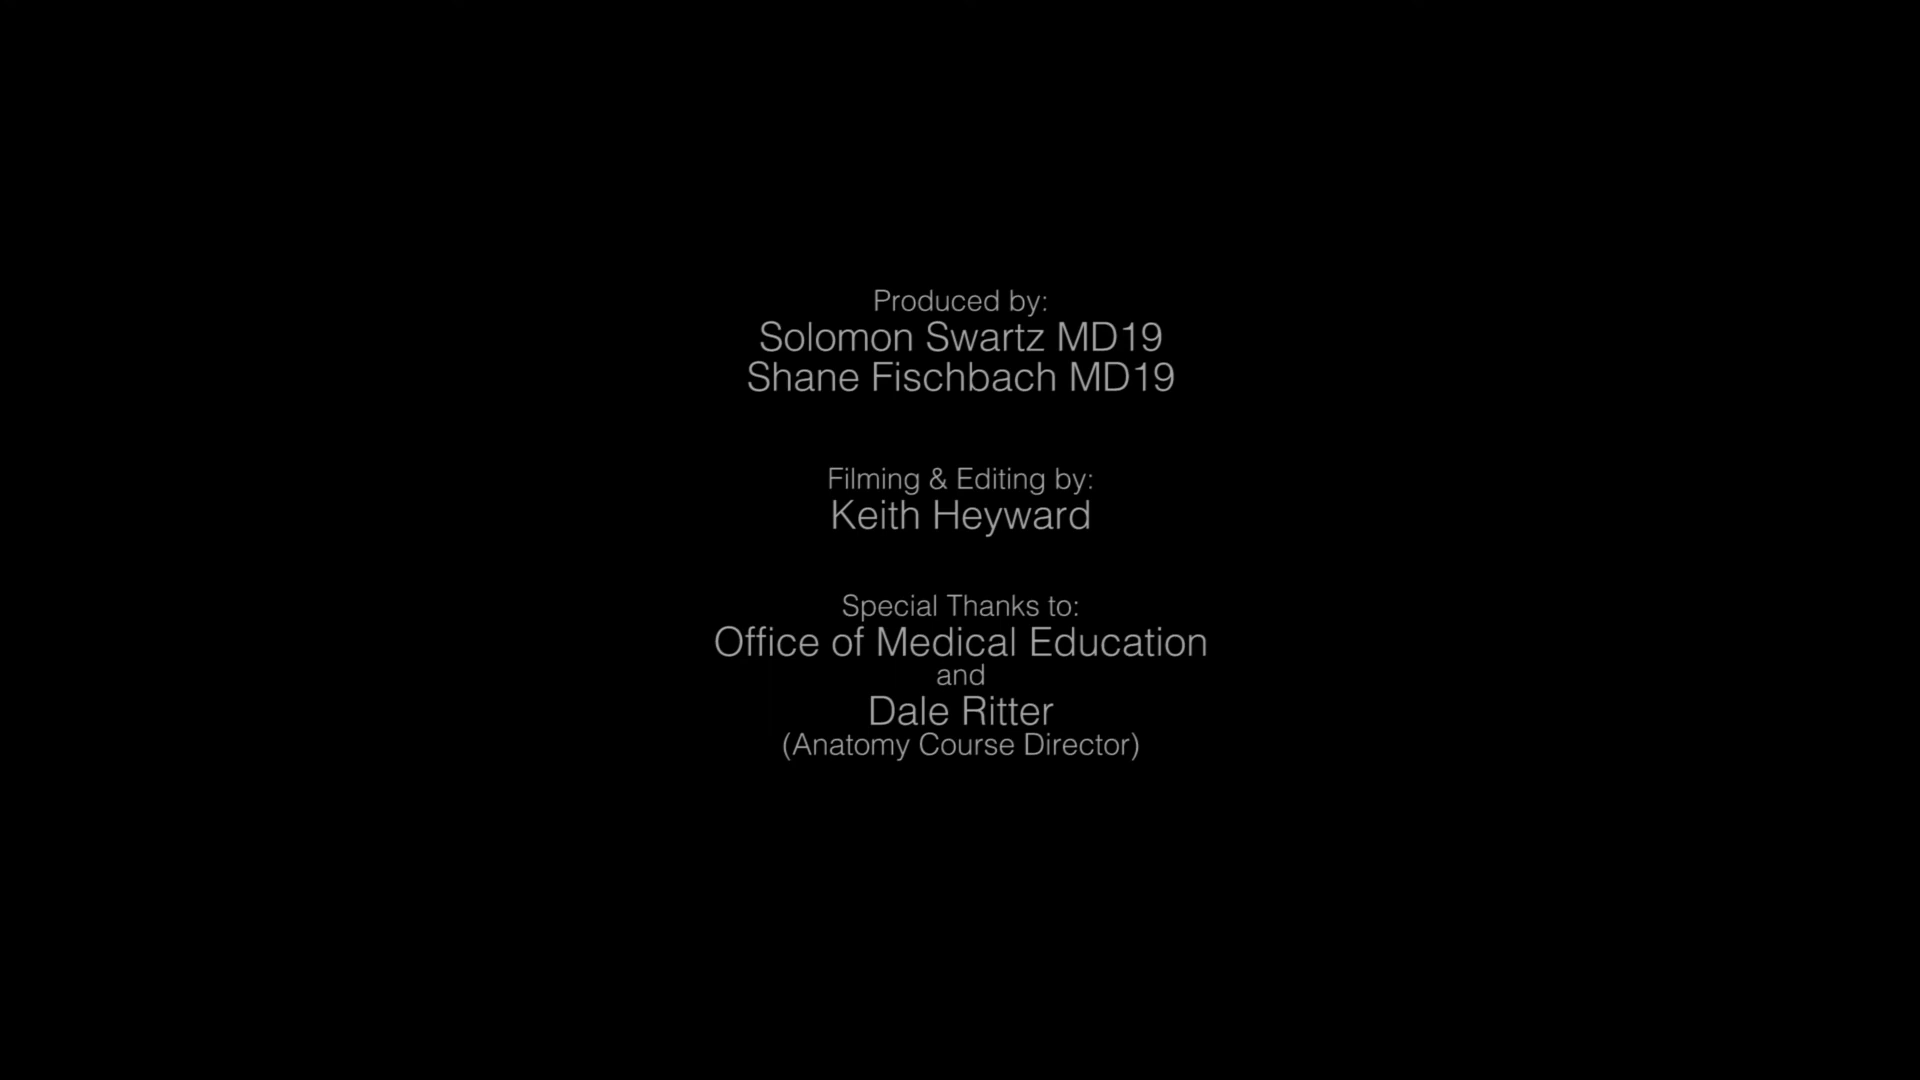 Produced by:
Solomon Swartz MD19
Shane Fischbach MD19
Filming & Editing by:
Keith Heyward
Special Thanks to:
Office of Medical Education
and
Dale Ritter
(Anatomy Course Director)